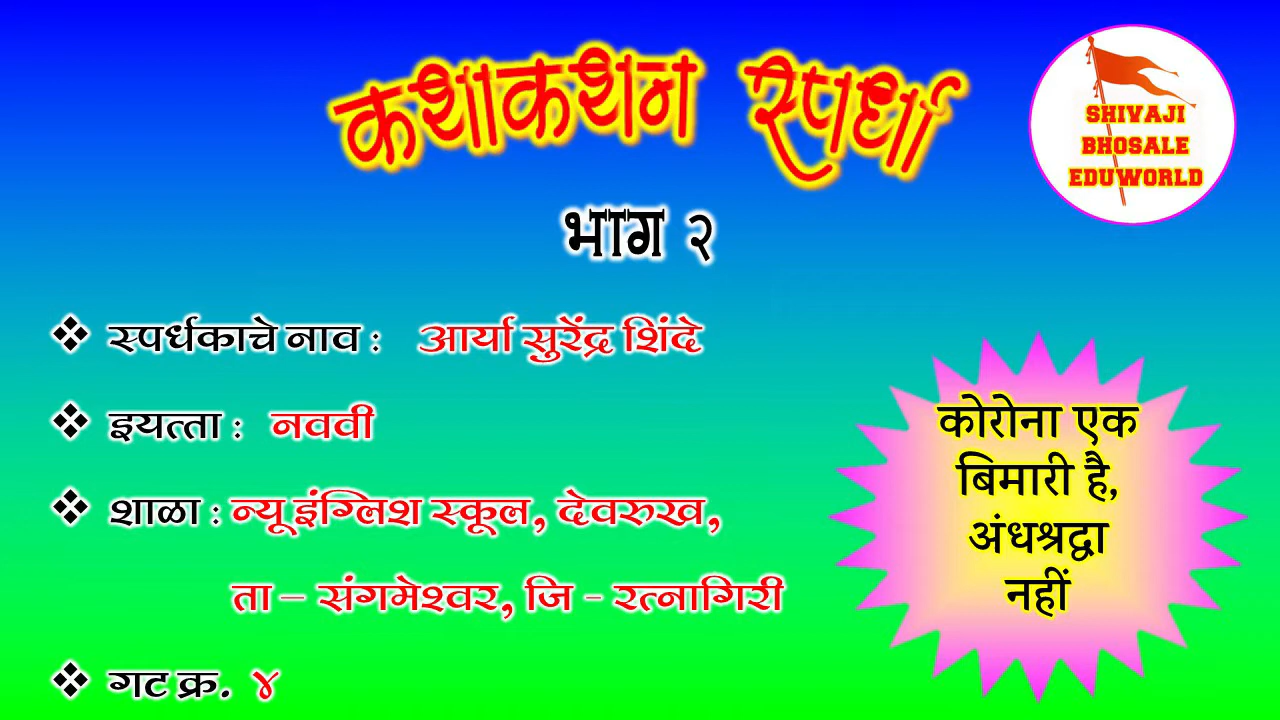 कथाकथन स्पर्धा
SHIVAJI
BHOSALE
EDUWORLD
भाग २
❖ स्पर्धकाचे नाव : आर्या सुरेंद्र शिंदे
❖ इयत्ता : नववी
❖ शाळा : न्यू इंग्लिश स्कूल, देवरुख,
ता – संगमेश्वर, जि - रत्नागिरी
❖ गट क्र. ४
कोरोना एक
बिमारी है,
अंधश्रद्वा
नहीं